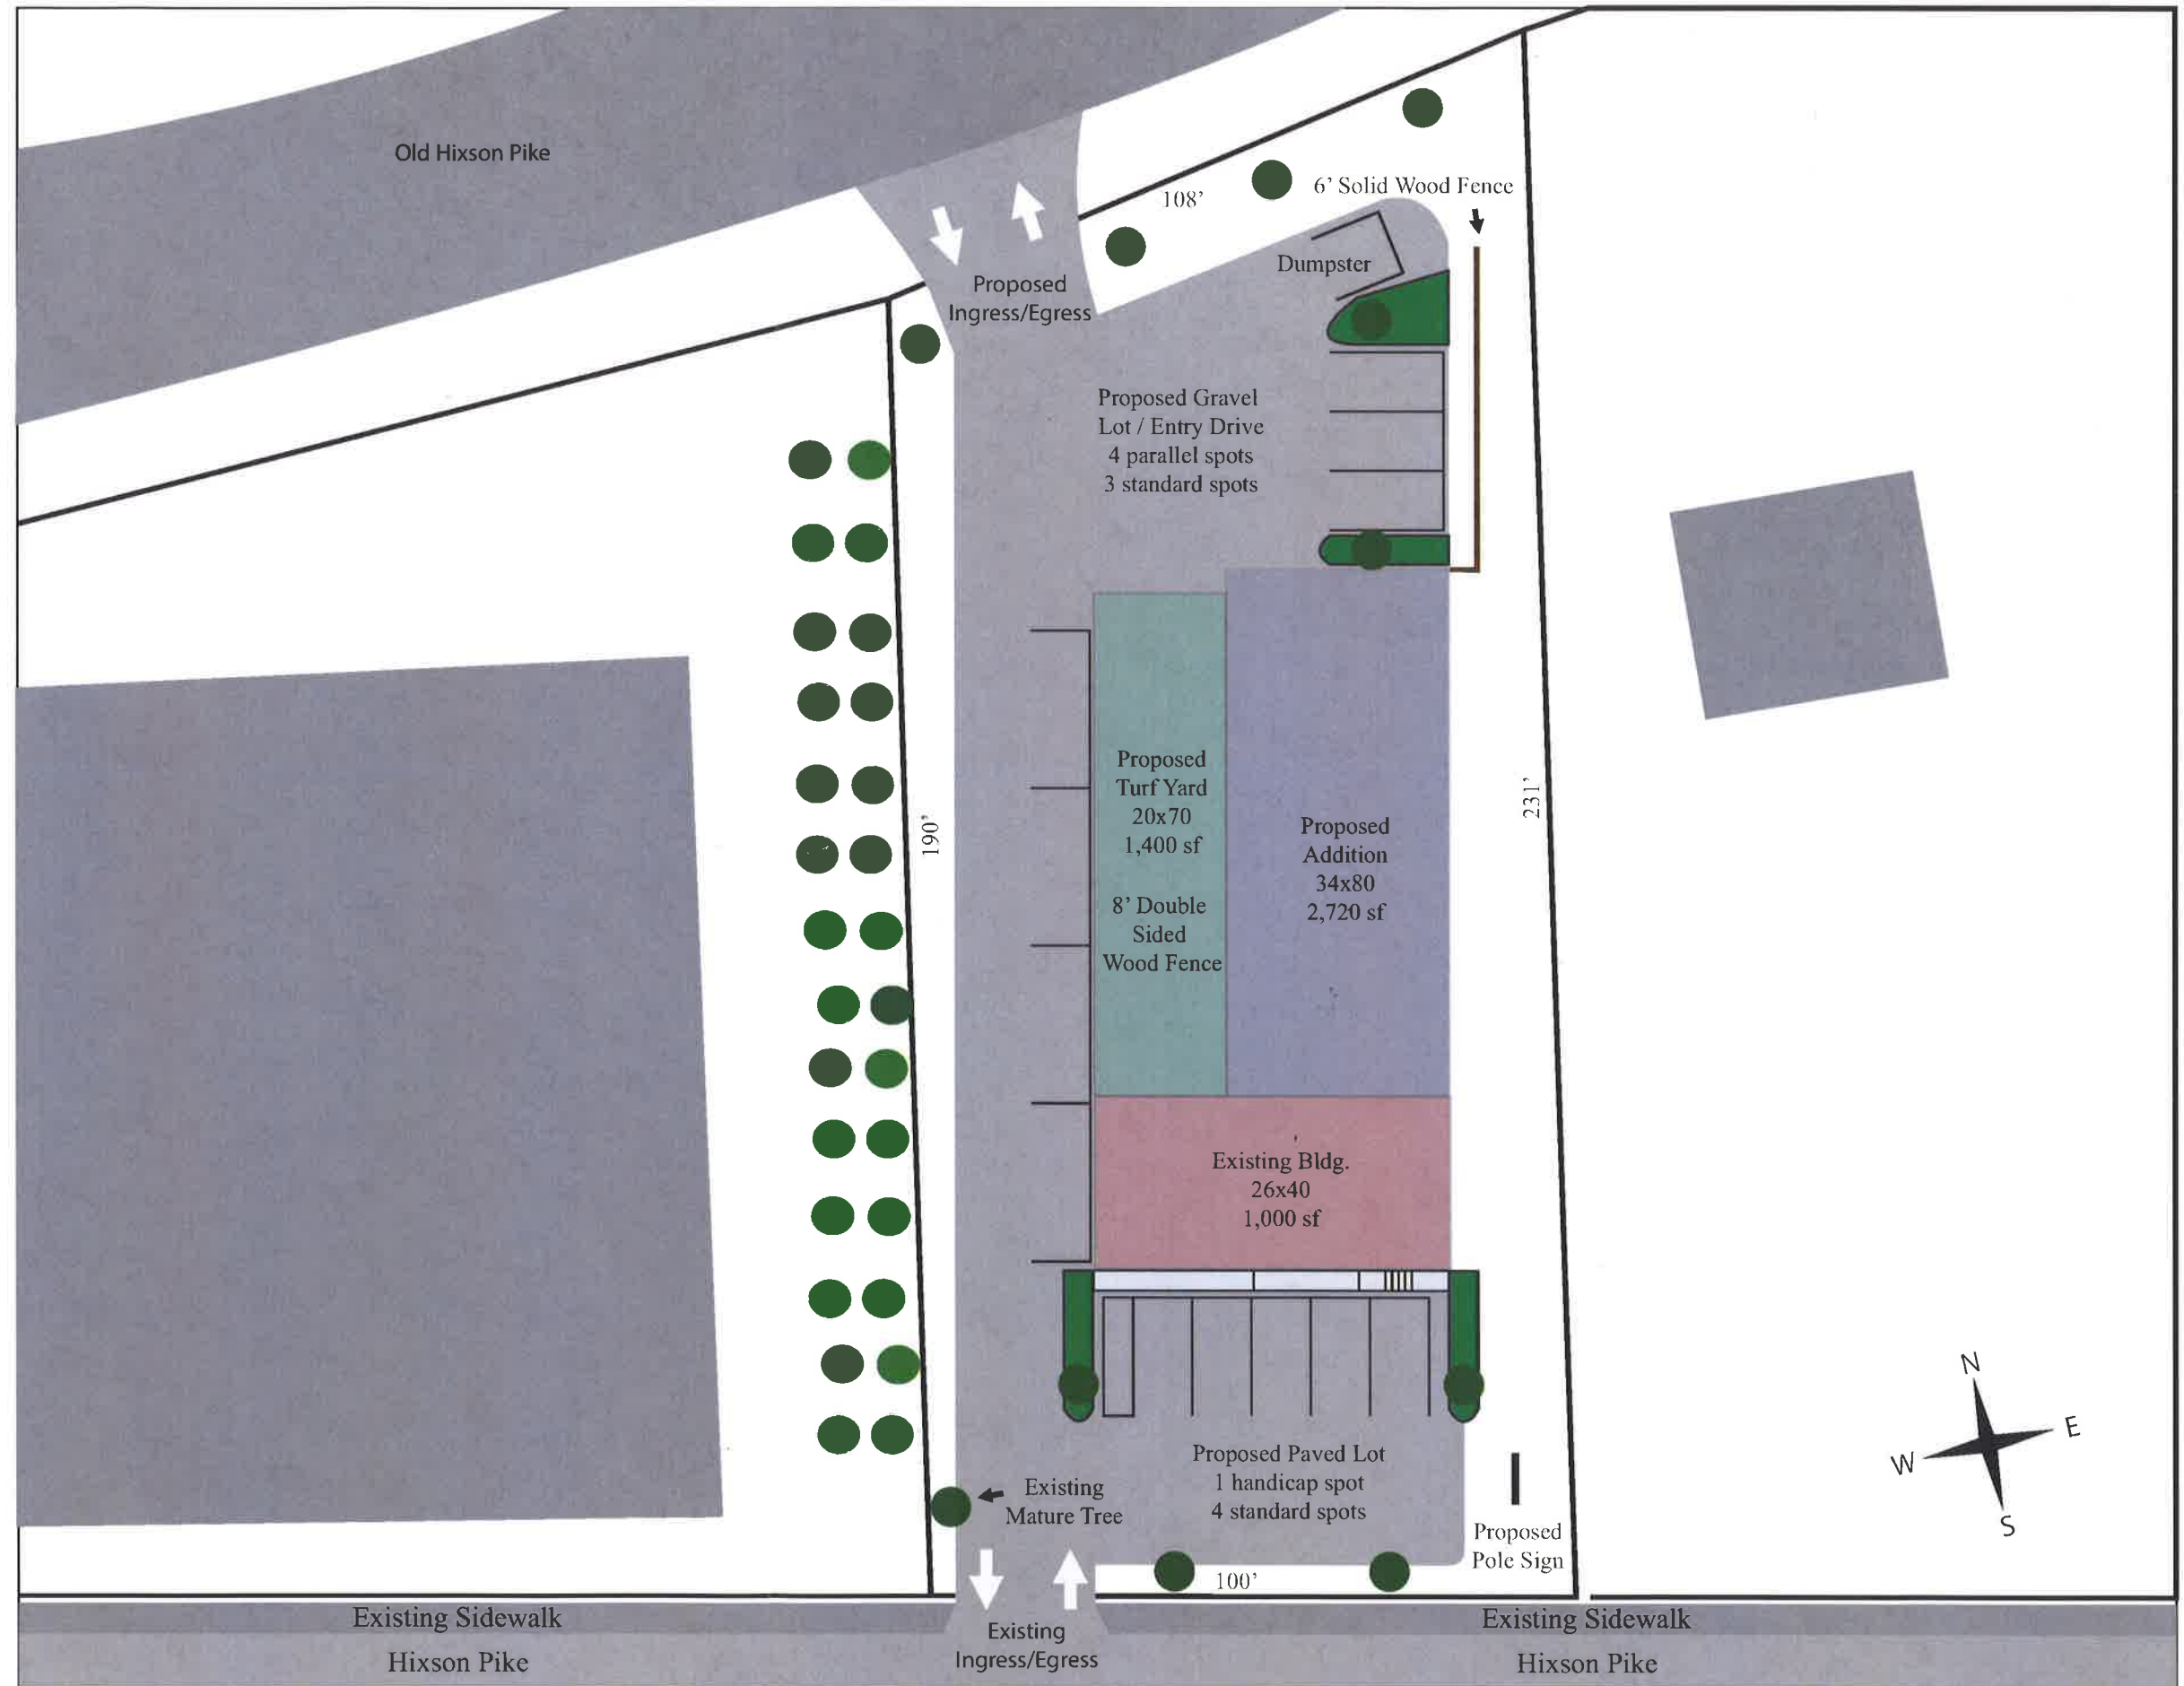 Old Hixson Pike
108’
6’ Solid Wood Fence
Dumpster
Proposed
Ingress/Egress
Proposed Gravel
Lot / Entry Drive
4 parallel spots
3 standard spots
Proposed
Turf Yard
20x70
1,400 sf
8’ Double
Sided
Wood Fence
Proposed
Addition
34x80
2,720 sf
190’
231’
Existing Bldg.
26x40
1,000 sf
N
E
W
S
Proposed Paved Lot
1 handicap spot
4 standard spots
Existing
Mature Tree
Proposed
Pole Sign
100’
Existing Sidewalk
Hixson Pike
Existing
Ingress/Egress
Existing Sidewalk
Hixson Pike